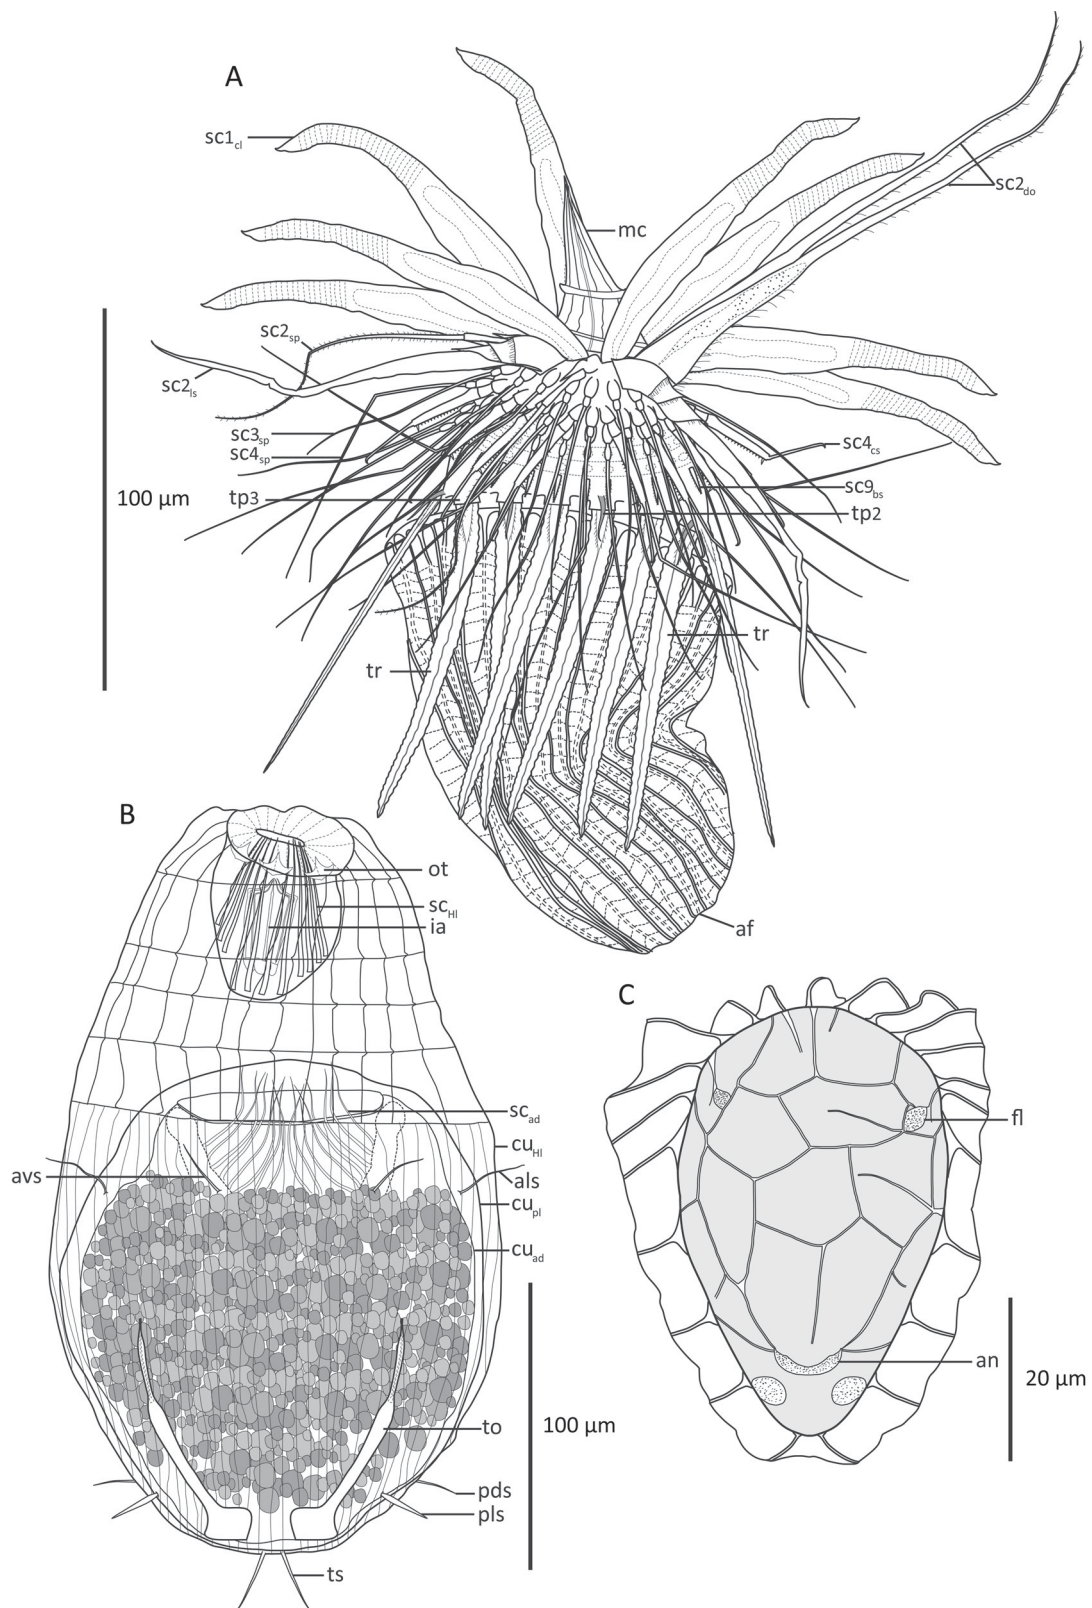 A
sc1cl
sc2do
mc
sc2sp
sc2ls
sc3sp
sc4sp
sc4cs
sc9bs
100 µm
tp3
tp2
tr
tr
af
B
ot
scHl
ia
C
scad
fl
cuHl
avs
als
cupl
cuad
an
20 µm
100 µm
to
pds
pls
ts